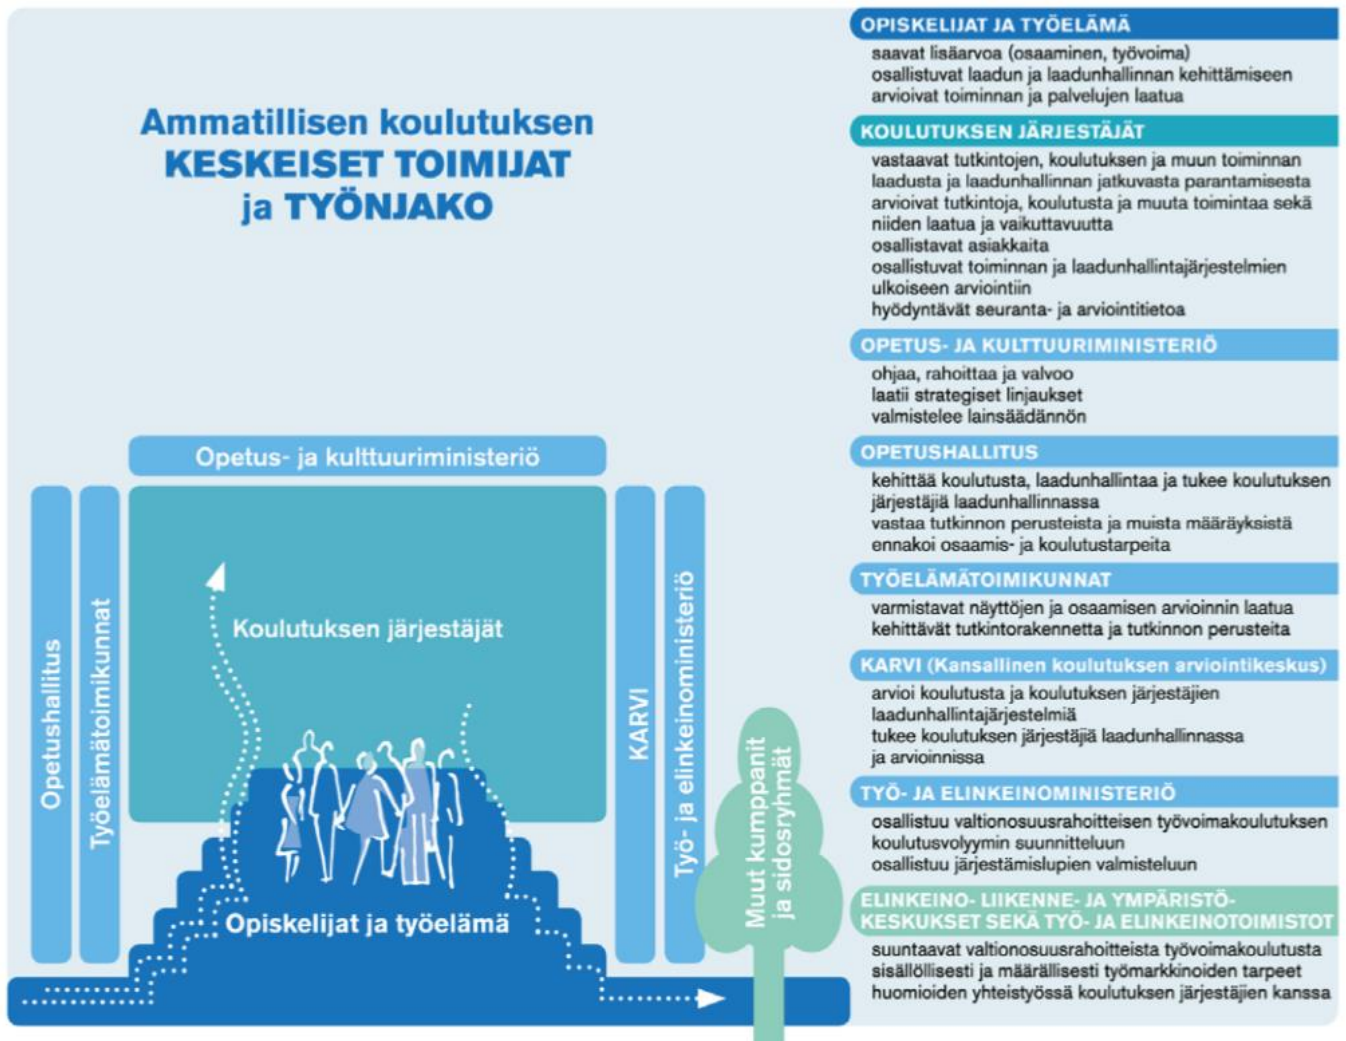 Ammatillisen koulutuksen
KESKEISET TOIMIJAT
ja TYÖNJAKO
Opetus- ja kulttuuriministeriö
Opetushallitus
Työelämätoimikunnat
Koulutuksen järjestäjät
KARVI
Työ- ja elinkeinoministeriö
Muut kumppanit
ja sidosryhmät
Opiskelijat ja työelämä
OPISKELIJAT JA TYÖELÄMÄ
saavat lisäarvoa (osaaminen, työvoima)
osallistuvat laadun ja laadunhallinnan kehittämiseen
arvioivat toiminnan ja palvelujen laatua
KOULUTUKSEN JÄRJESTÄJÄT
vastaavat tutkintojen, koulutuksen ja muun toiminnan
laadusta ja laadunhallinnan jatkuvasta parantamisesta
arvioivat tutkintoja, koulutusta ja muuta toimintaa sekä
niiden laatua ja vaikuttavuutta
osallistavat asiakkaita
osallistuvat toiminnan ja laadunhallintajärjestelmien
ulkoiseen arviointiin
hyödyntävät seuranta- ja arviointitietoa
OPETUS- JA KULTTUURIMINISTERIÖ
ohjaa, rahoittaa ja valvoo
laatii strategiset linjaukset
valmistelee lainsäädännön
OPETUSHALLITUS
kehittää koulutusta, laadunhallintaa ja tukee koulutuksen
järjestäjiä laadunhallinnassa
vastaa tutkinnon perusteista ja muista määräyksistä
ennakoi osaamis- ja koulutustarpeita
TYÖELÄMÄTOIMIKUNNAT
varmistavat näyttöjen ja osaamisen arvioinnin laatua
kehittävät tutkintorakennetta ja tutkinnon perusteita
KARVI (Kansallinen koulutuksen arviointikeskus)
arvioi koulutusta ja koulutuksen järjestäjien
laadunhallintajärjestelmiä
tukee koulutuksen järjestäjiä laadunhallinnassa
ja arvioinnissa
TYÖ- JA ELINKEINOMINISTERIÖ
osallistuu valtionosuusrahoitteisen työvoimakoulutuksen
koulutusvolyymin suunnitteluun
osallistuu järjestämislupien valmisteluun
ELINKEINO- LIIKENNE- JA YMPÄRISTÖ-
KESKUKSET SEKÄ TYÖ- JA ELINKEINOTOIMISTOT
suuntaavat valtionosuusrahoitteista työvoimakoulutusta
sisällöllisesti ja määrällisesti työmarkkinoiden tarpeet
huomioiden yhteistyössä koulutuksen järjestäjien kanssa